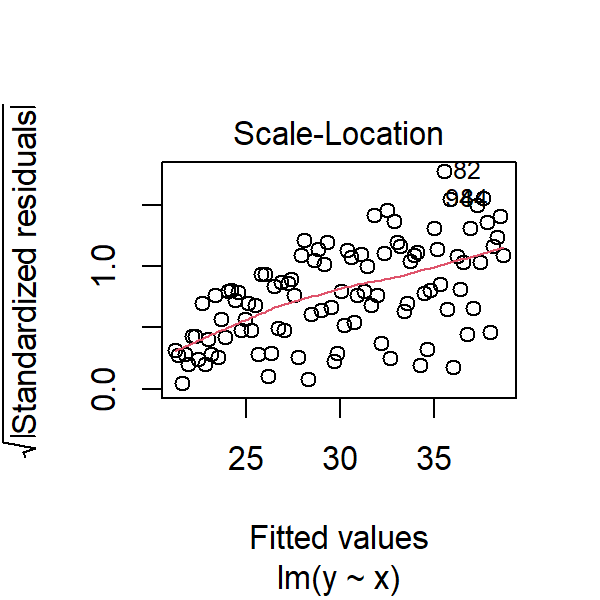 Scale-Location
√|Standardized residuals|
0.0
1.0
82
25
30
35
Fitted values
lm(y ~ x)